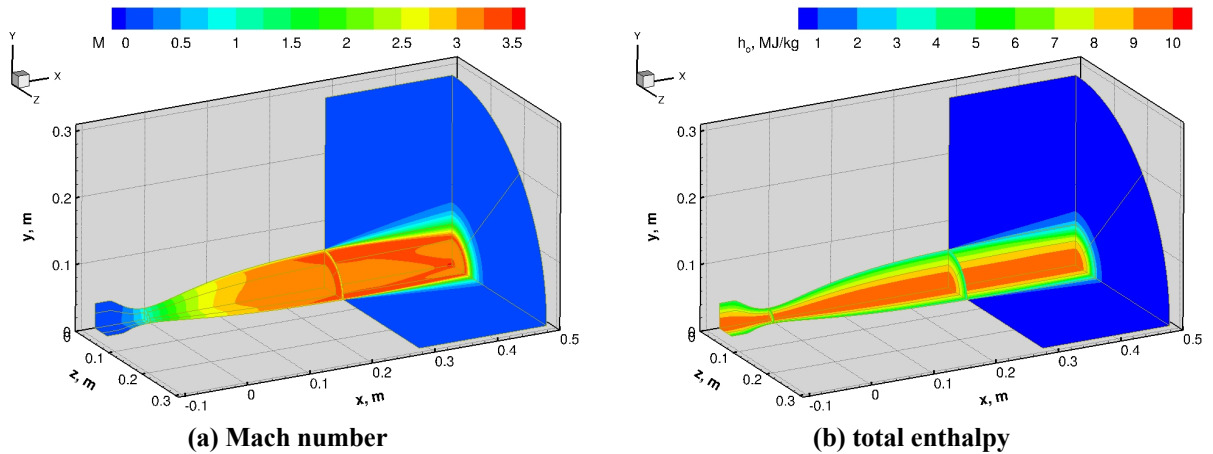 M 0 0.5 1 1.5 2 2.5 3 3.5
Y
X
Z
y, m
0.3
0.2
0.1
0
0
0.1
0.2
0.3
z, m
-0.1 0 0.1 0.2 0.3 0.4 0.5
x, m
(a) Mach number
h₀, MJ/kg 1 2 3 4 5 6 7 8 9 10
Y
X
Z
y, m
0.3
0.2
0.1
0
0
0.1
0.2
0.3
z, m
-0.1 0 0.1 0.2 0.3 0.4 0.5
x, m
(b) total enthalpy